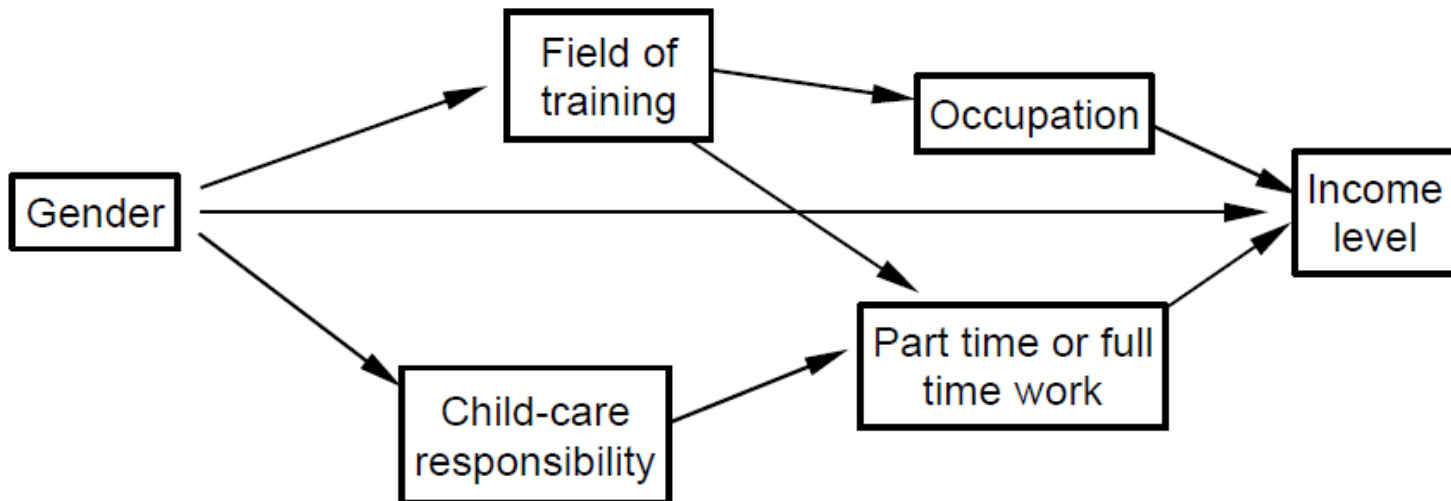 Field of
training
Occupation
Gender
Income
level
Part time or full
time work
Child-care
responsibility